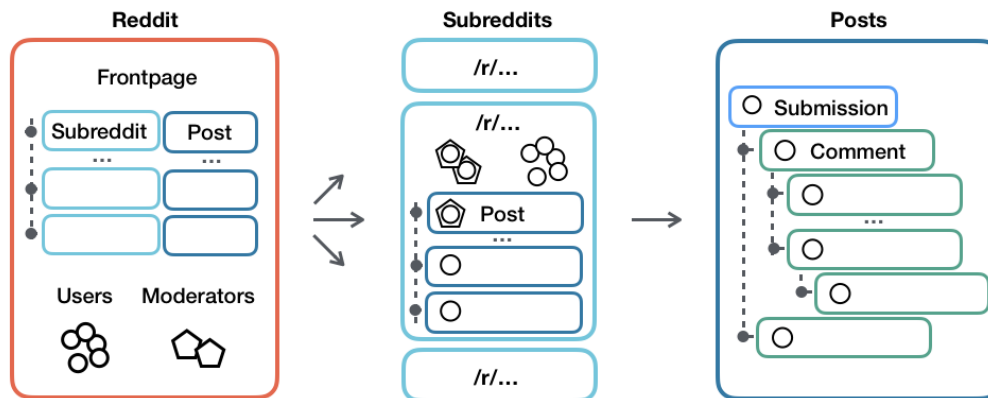 Reddit
Frontpage
Subreddit Post
... ...
Users Moderators
Subreddits
/r/...
/r/...
Post
...
/r/...
Posts
Submission
Comment
...